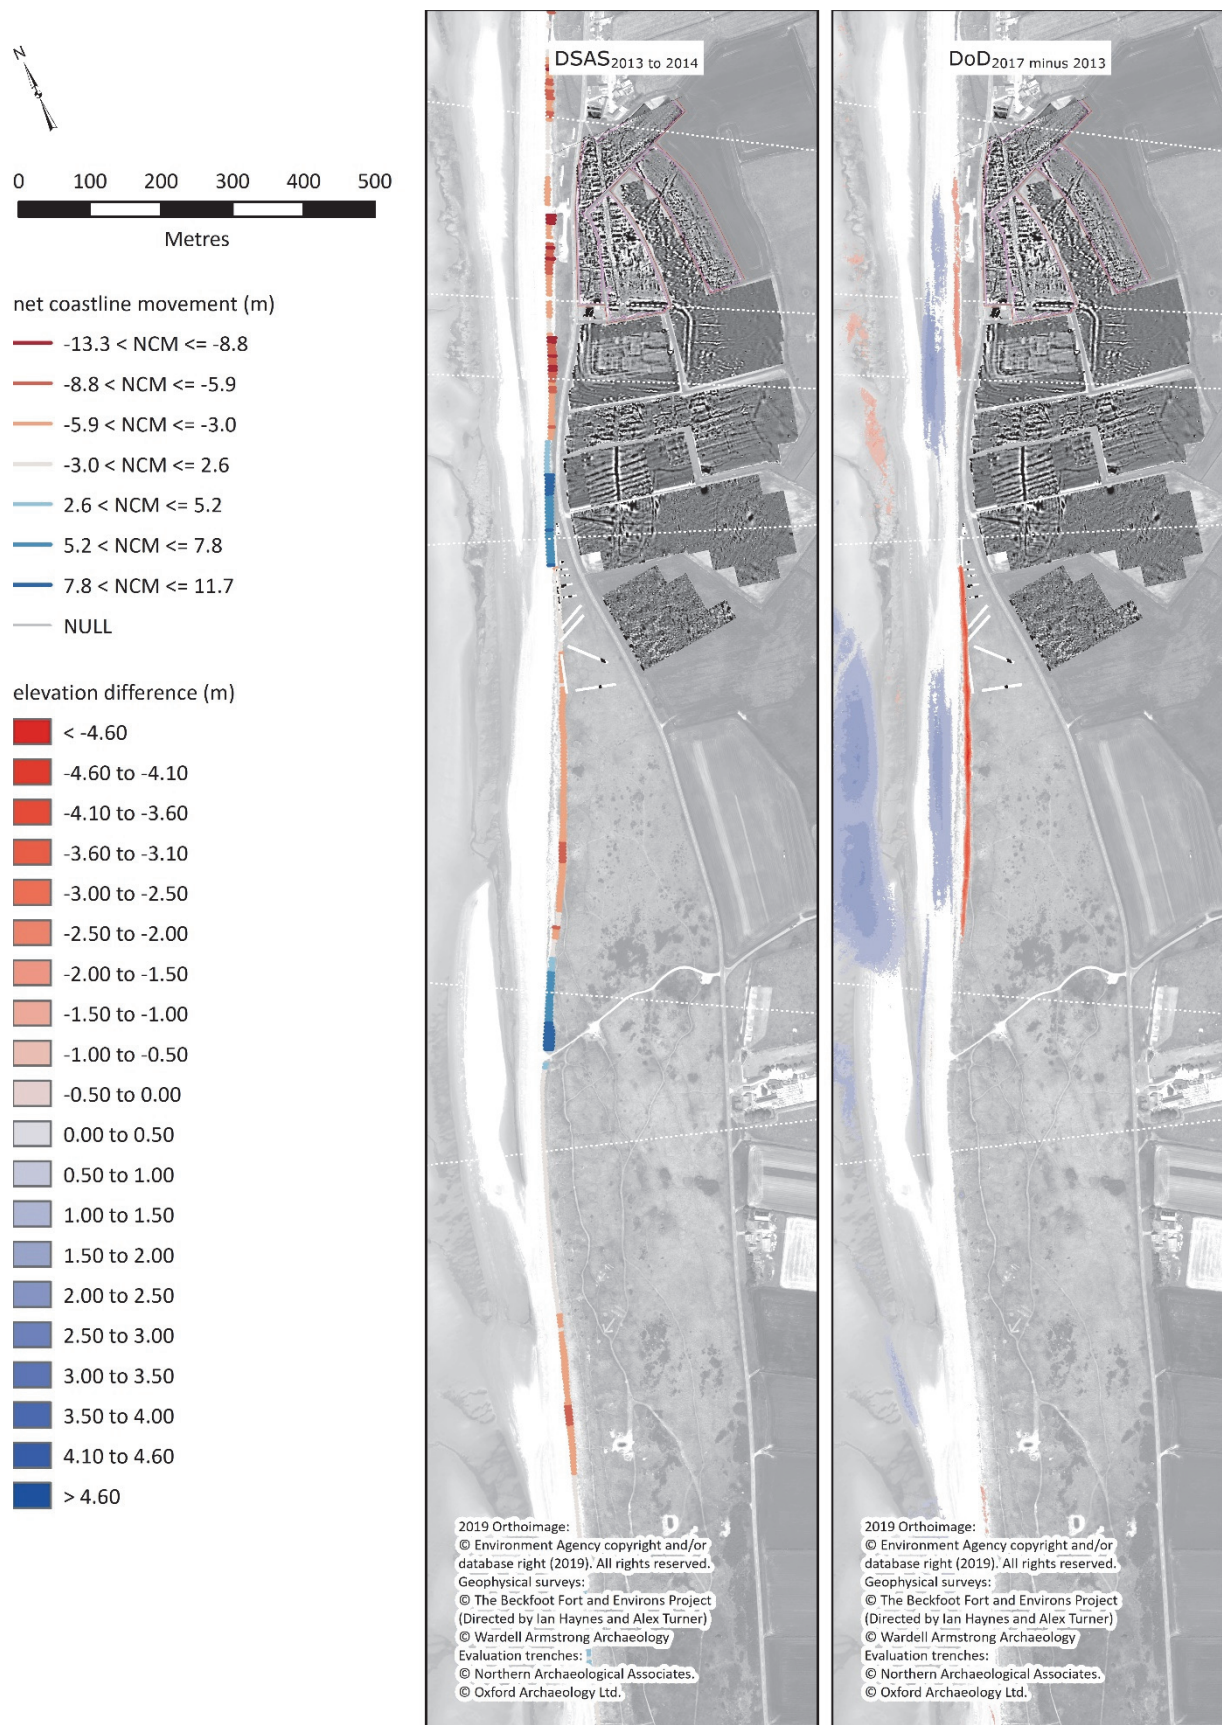 N
0 100 200 300 400 500
Metres
net coastline movement (m)
-13.3 < NCM <= -8.8
-8.8 < NCM <= -5.9
-5.9 < NCM <= -3.0
-3.0 < NCM <= 2.6
2.6 < NCM <= 5.2
5.2 < NCM <= 7.8
7.8 < NCM <= 11.7
NULL
elevation difference (m)
< -4.60
-4.60 to -4.10
-4.10 to -3.60
-3.60 to -3.10
-3.00 to -2.50
-2.50 to -2.00
-2.00 to -1.50
-1.50 to -1.00
-1.00 to -0.50
-0.50 to 0.00
0.00 to 0.50
0.50 to 1.00
1.00 to 1.50
1.50 to 2.00
2.00 to 2.50
2.50 to 3.00
3.00 to 3.50
3.50 to 4.00
4.10 to 4.60
> 4.60
DSAS2013 to 2014
2019 Orthoimage:
© Environment Agency copyright and/or
database right (2019). All rights reserved.
Geophysical surveys:
© The Beckfoot Fort and Environs Project
(Directed by Ian Haynes and Alex Turner)
© Wardell Armstrong Archaeology
Evaluation trenches:
© Northern Archaeological Associates.
© Oxford Archaeology Ltd.
DoD2017 minus 2013
2019 Orthoimage:
© Environment Agency copyright and/or
database right (2019). All rights reserved.
Geophysical surveys:
© The Beckfoot Fort and Environs Project
(Directed by Ian Haynes and Alex Turner)
© Wardell Armstrong Archaeology
Evaluation trenches:
© Northern Archaeological Associates.
© Oxford Archaeology Ltd.